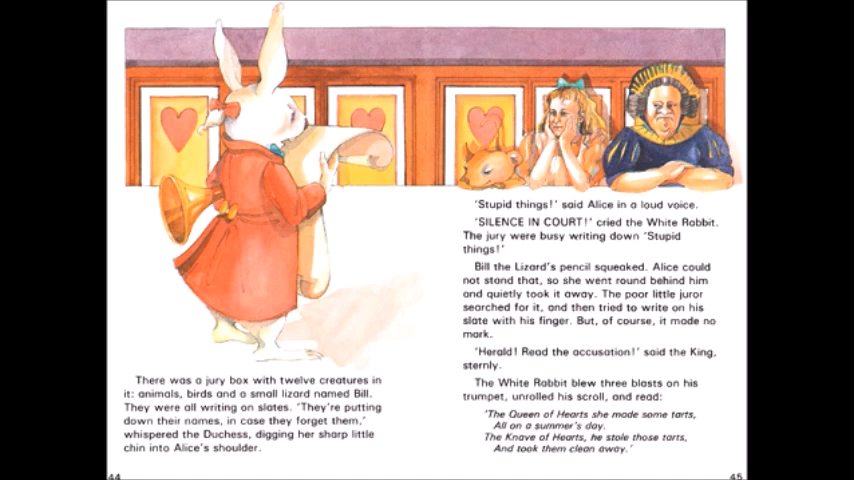 There was a jury box with twelve creatures in
it: animals, birds and a small lizard named Bill.
They were all writing on slates. 'They're putting
down their names, in case they forget them,'
whispered the Duchess, digging her sharp little
chin into Alice's shoulder.
44
'Stupid things!' said Alice in a loud voice.
'SILENCE IN COURT!' cried the White Rabbit.
The jury were busy writing down 'Stupid
things!'
Bill the Lizard's pencil squeaked. Alice could
not stand that, so she went round behind him
and quietly took it away. The poor little juror
searched for it, and then tried to write on his
slate with his finger. But, of course, it made no
mark.
'Herald! Read the accusation!' said the King,
sternly.
The White Rabbit blew three blasts on his
trumpet, unrolled his scroll, and read:
'The Queen of Hearts she made some tarts,
All on a summer's day.
The Knave of Hearts, he stole those tarts,
And took them clean away.'
45